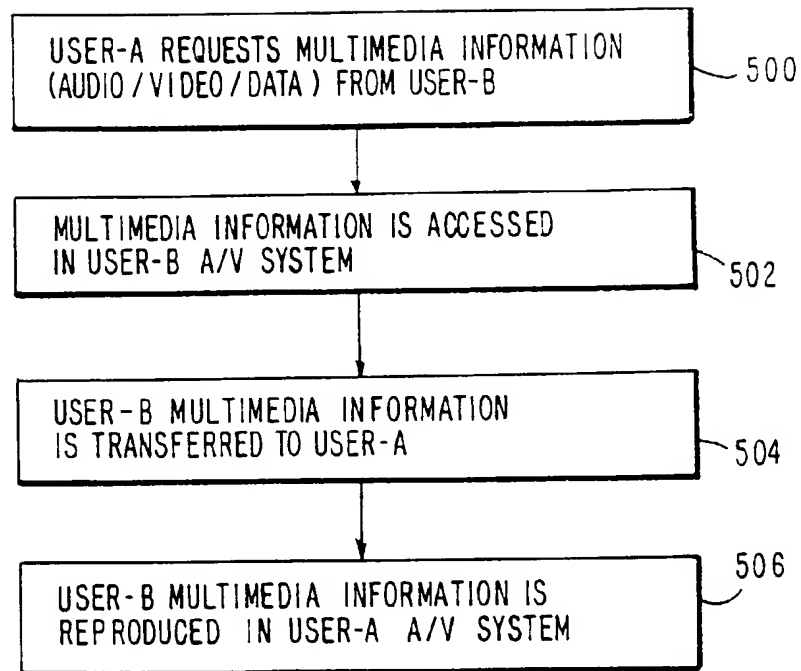 USER-A REQUESTS MULTIMEDIA INFORMATION
(AUDIO/VIDEO/DATA) FROM USER-B
500
MULTIMEDIA INFORMATION IS ACCESSED
IN USER-B A/V SYSTEM
502
USER-B MULTIMEDIA INFORMATION
IS TRANSFERRED TO USER-A
504
USER-B MULTIMEDIA INFORMATION IS
REPRODUCED IN USER-A A/V SYSTEM
506